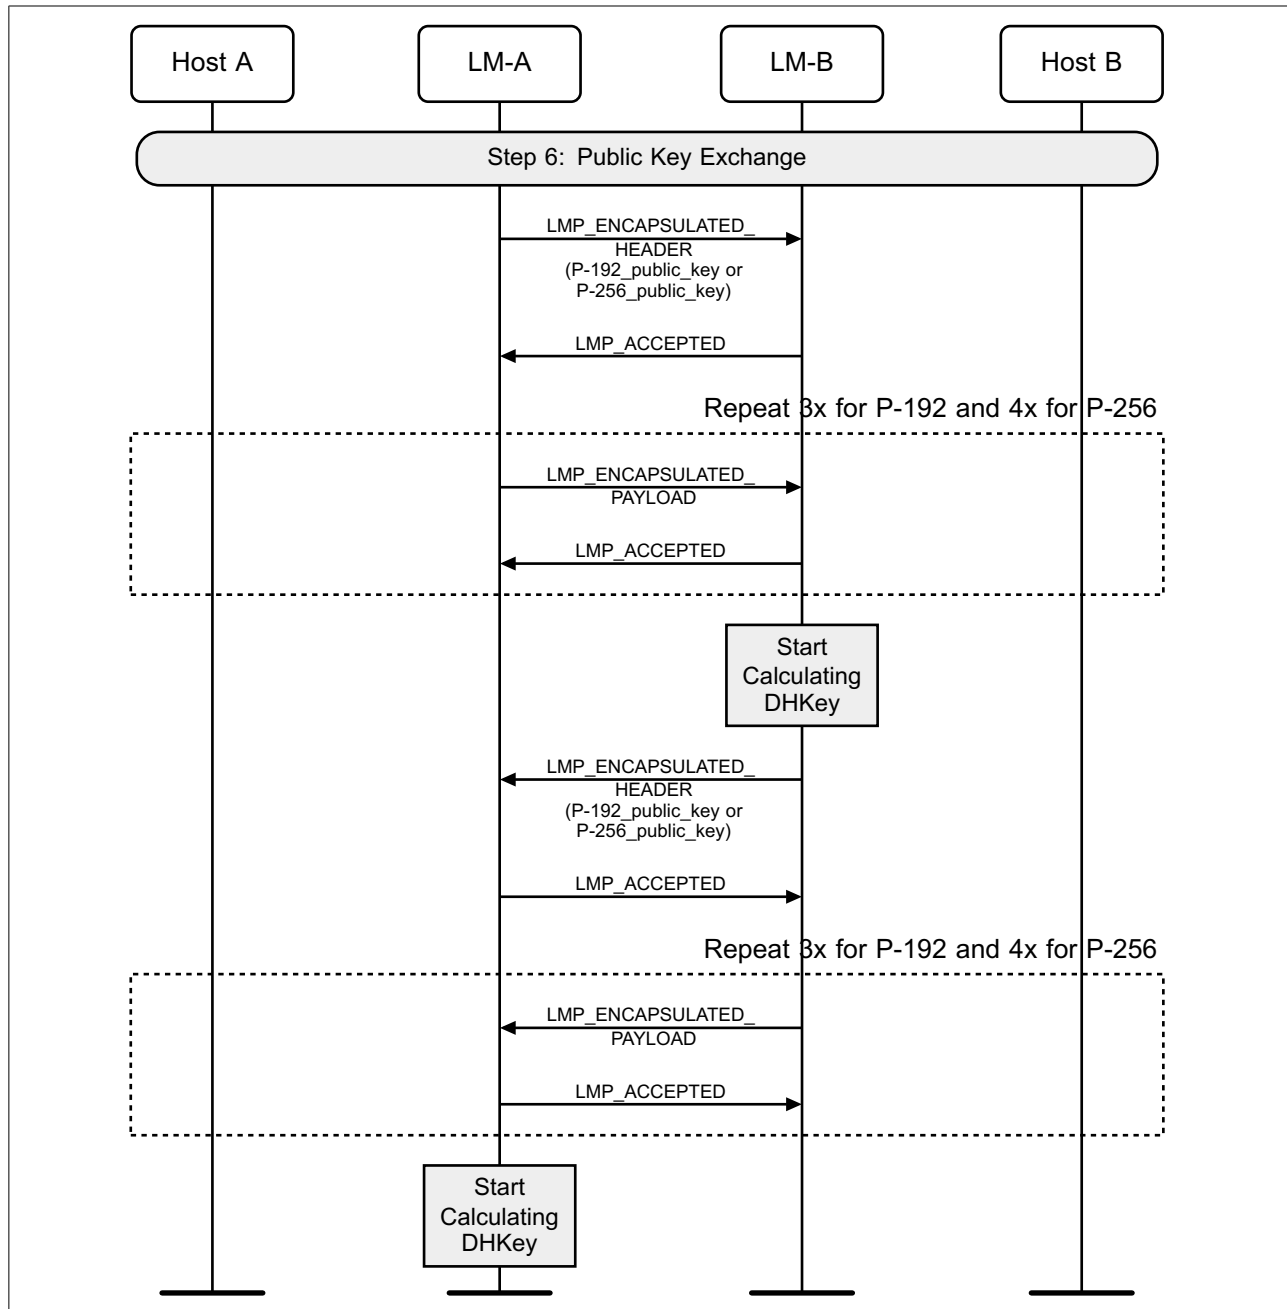 Host A
LM-A
LM-B
Host B
Step 6: Public Key Exchange
LMP_ENCAPSULATED_
HEADER
(P-192_public_key or
P-256_public_key)
LMP_ACCEPTED
Repeat 3x for P-192 and 4x for P-256
LMP_ENCAPSULATED_
PAYLOAD
LMP_ACCEPTED
Start
Calculating
DHKey
LMP_ENCAPSULATED_
HEADER
(P-192_public_key or
P-256_public_key)
LMP_ACCEPTED
Repeat 3x for P-192 and 4x for P-256
LMP_ENCAPSULATED_
PAYLOAD
LMP_ACCEPTED
Start
Calculating
DHKey